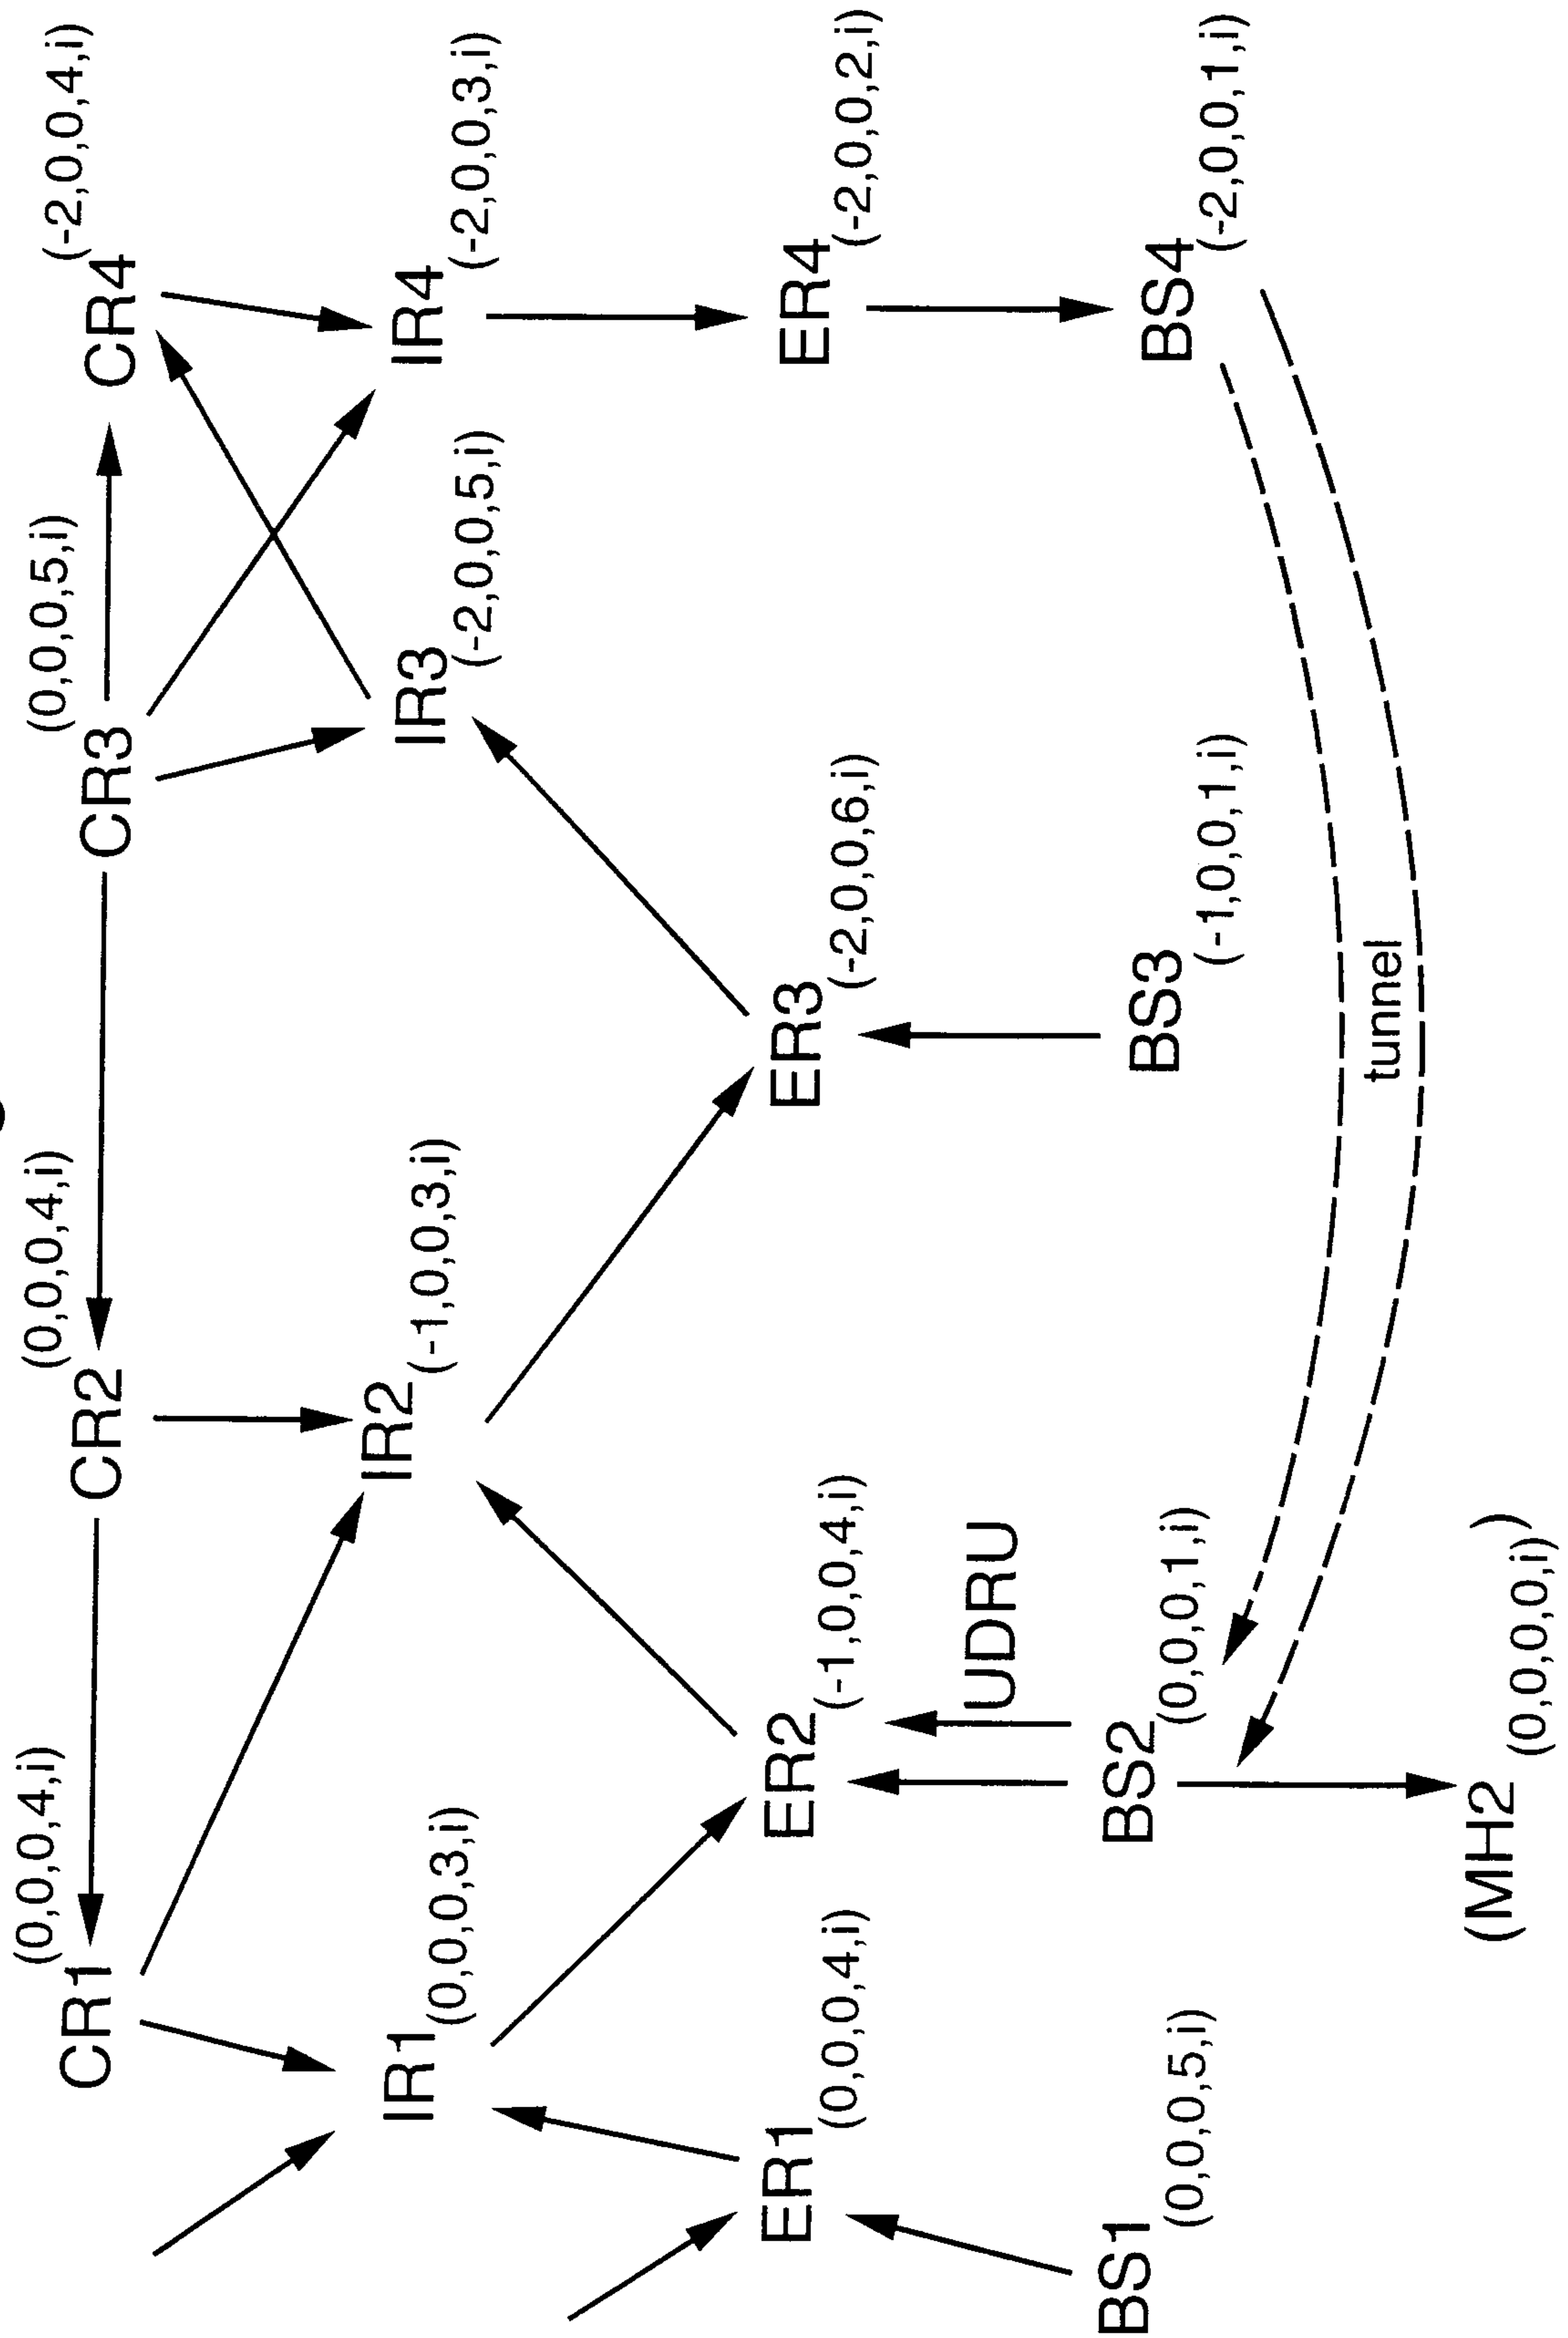 CR1 (0,0,0,4,i)
CR2 (0,0,0,4,i)
CR3 (0,0,0,5,i)
CR4 (-2,0,0,4,i)
IR1 (0,0,0,3,i)
IR2 (-1,0,0,3,i)
IR3 (-2,0,0,5,i)
IR4 (-2,0,0,3,i)
ER1 (0,0,0,4,i)
ER2 (-1,0,0,4,i)
ER3 (-2,0,0,6,i)
ER4 (-2,0,0,2,i)
UDRU
BS1 (0,0,0,5,i)
BS2 (0,0,0,1,i)
BS3 (-1,0,0,1,i)
BS4 (-2,0,0,1,i)
tunnel
(MH2 (0,0,0,0,i))